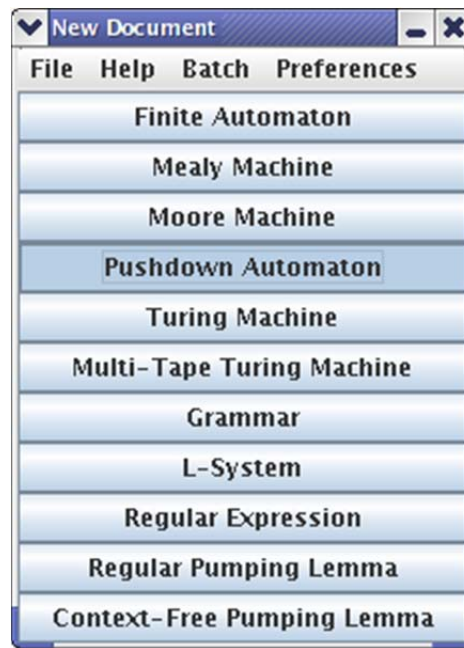 New Document
File Help Batch Preferences
Finite Automaton
Mealy Machine
Moore Machine
Pushdown Automaton
Turing Machine
Multi-Tape Turing Machine
Grammar
L-System
Regular Expression
Regular Pumping Lemma
Context-Free Pumping Lemma